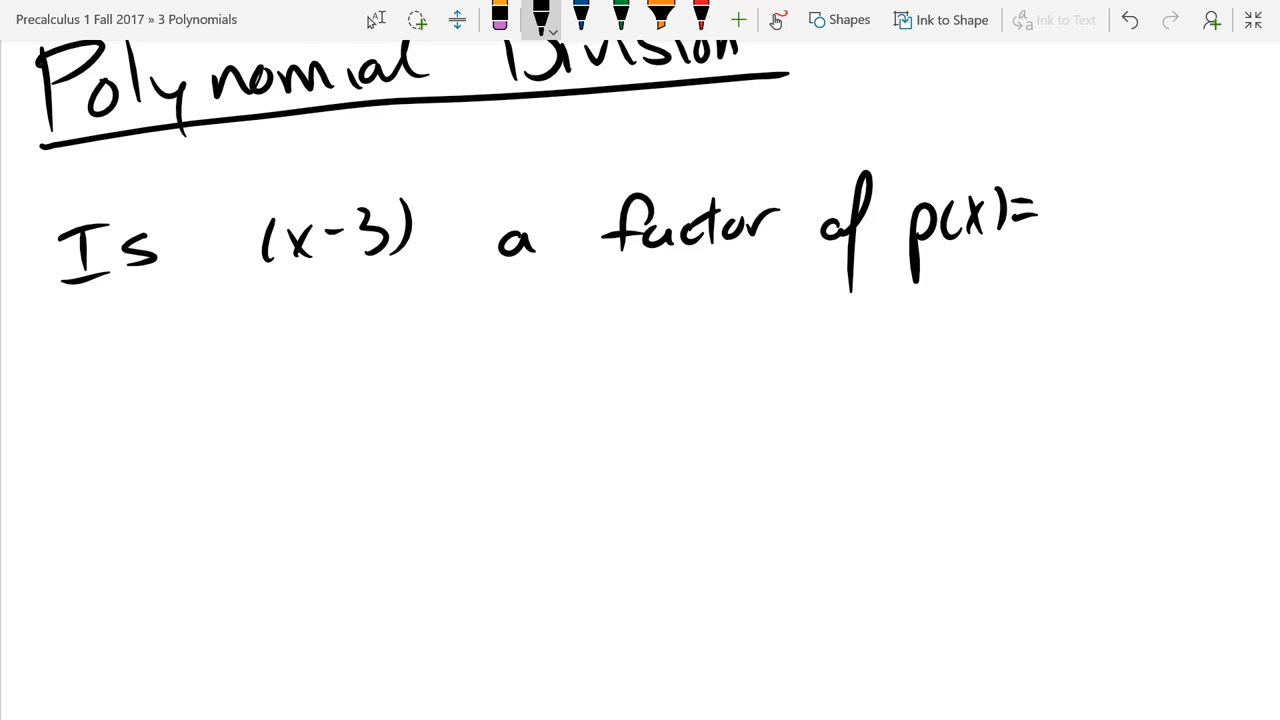 Precalculus 1 Fall 2017 » 3 Polynomials Shapes Ink to Shape Ink to Text
Polynomial Division
Is (x-3) a factor of p(x)=